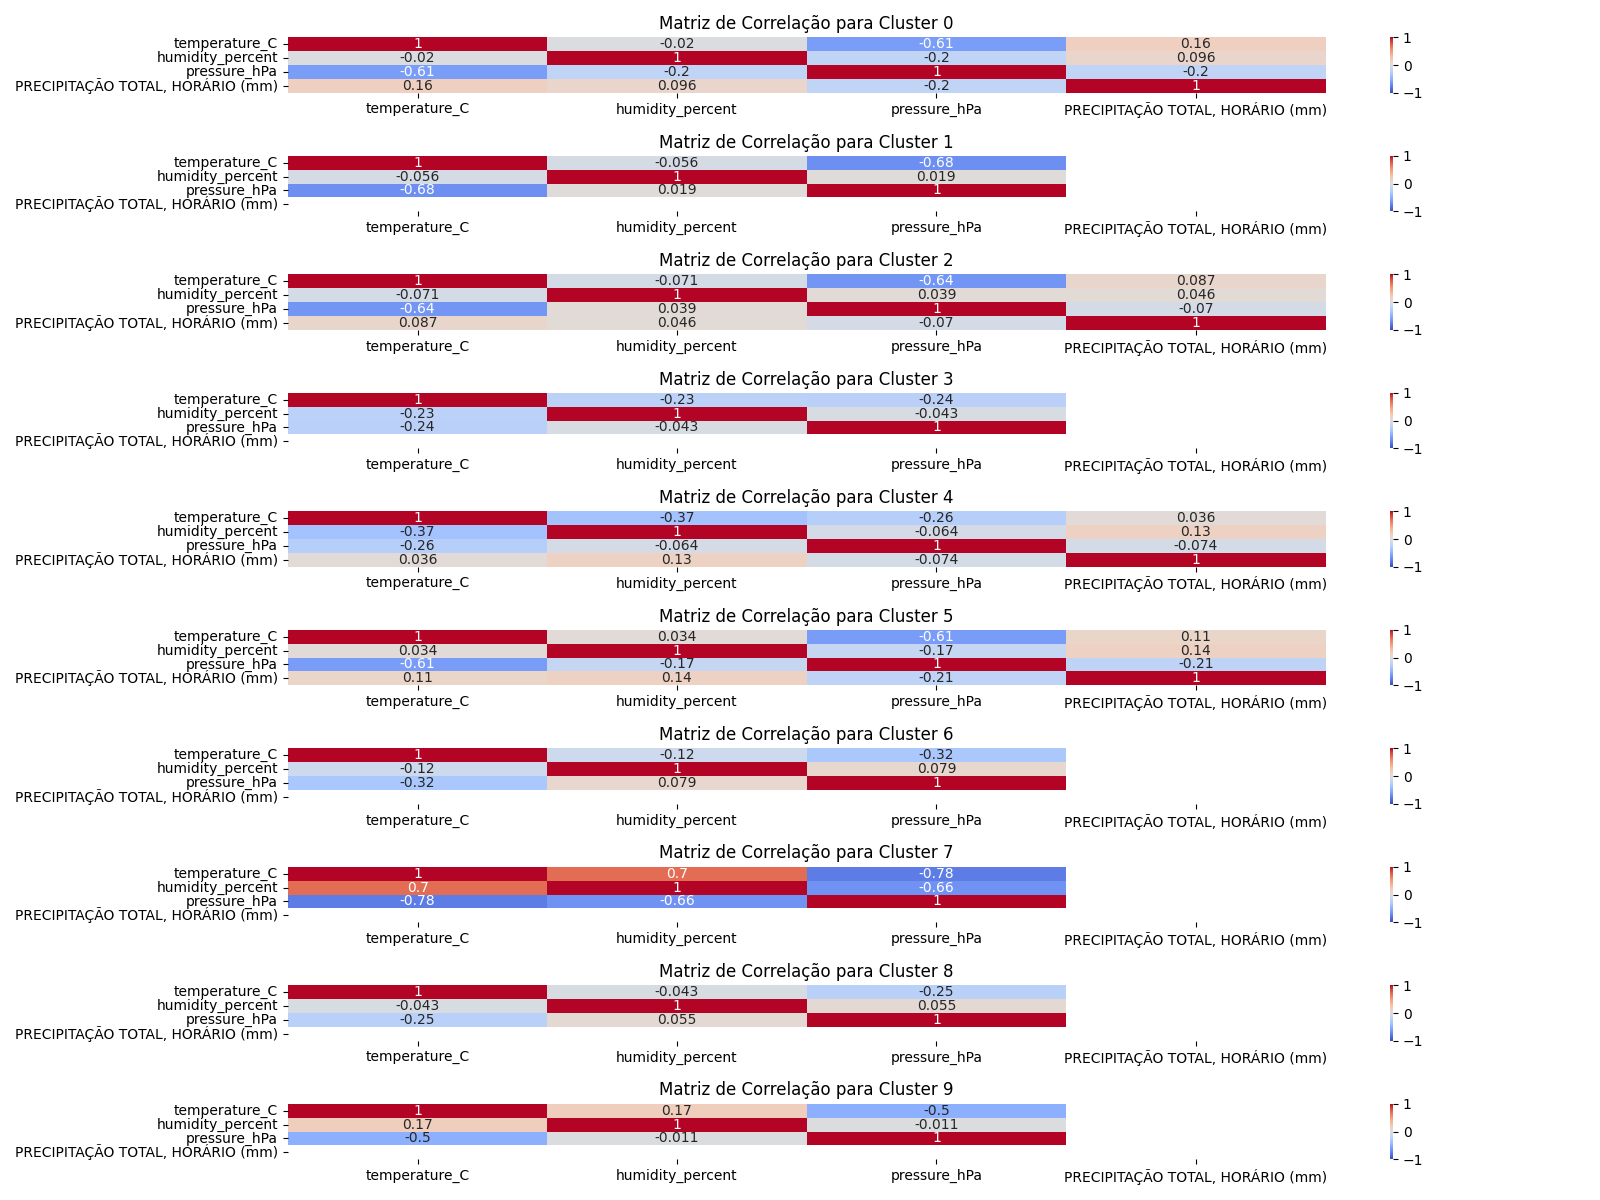 Matriz de Correlação para Cluster 0
temperature_C 1 -0.02 -0.61 0.16 1
humidity_percent -0.02 1 -0.2 0.096 0
pressure_hPa -0.61 -0.2 1 -0.2
PRECIPITAÇÃO TOTAL, HORÁRIO (mm) 0.16 0.096 -0.2 1 −1
temperature_C humidity_percent pressure_hPa PRECIPITAÇÃO TOTAL, HORÁRIO (mm)
Matriz de Correlação para Cluster 1
temperature_C 1 -0.056 -0.68 1
humidity_percent -0.056 1 0.019 0
pressure_hPa -0.68 0.019 1
PRECIPITAÇÃO TOTAL, HORÁRIO (mm) −1
temperature_C humidity_percent pressure_hPa PRECIPITAÇÃO TOTAL, HORÁRIO (mm)
Matriz de Correlação para Cluster 2
temperature_C 1 -0.071 -0.64 0.087 1
humidity_percent -0.071 1 0.039 0.046 0
pressure_hPa -0.64 0.039 1 -0.07
PRECIPITAÇÃO TOTAL, HORÁRIO (mm) 0.087 0.046 -0.07 1 −1
temperature_C humidity_percent pressure_hPa PRECIPITAÇÃO TOTAL, HORÁRIO (mm)
Matriz de Correlação para Cluster 3
temperature_C 1 -0.23 -0.24 1
humidity_percent -0.23 1 -0.043 0
pressure_hPa -0.24 -0.043 1
PRECIPITAÇÃO TOTAL, HORÁRIO (mm) −1
temperature_C humidity_percent pressure_hPa PRECIPITAÇÃO TOTAL, HORÁRIO (mm)
Matriz de Correlação para Cluster 4
temperature_C 1 -0.37 -0.26 0.036 1
humidity_percent -0.37 1 -0.064 0.13 0
pressure_hPa -0.26 -0.064 1 -0.074
PRECIPITAÇÃO TOTAL, HORÁRIO (mm) 0.036 0.13 -0.074 1 −1
temperature_C humidity_percent pressure_hPa PRECIPITAÇÃO TOTAL, HORÁRIO (mm)
Matriz de Correlação para Cluster 5
temperature_C 1 0.034 -0.61 0.11 1
humidity_percent 0.034 1 -0.17 0.14 0
pressure_hPa -0.61 -0.17 1 -0.21
PRECIPITAÇÃO TOTAL, HORÁRIO (mm) 0.11 0.14 -0.21 1 −1
temperature_C humidity_percent pressure_hPa PRECIPITAÇÃO TOTAL, HORÁRIO (mm)
Matriz de Correlação para Cluster 6
temperature_C 1 -0.12 -0.32 1
humidity_percent -0.12 1 0.079 0
pressure_hPa -0.32 0.079 1
PRECIPITAÇÃO TOTAL, HORÁRIO (mm) −1
temperature_C humidity_percent pressure_hPa PRECIPITAÇÃO TOTAL, HORÁRIO (mm)
Matriz de Correlação para Cluster 7
temperature_C 1 0.7 -0.78 1
humidity_percent 0.7 1 -0.66 0
pressure_hPa -0.78 -0.66 1
PRECIPITAÇÃO TOTAL, HORÁRIO (mm) −1
temperature_C humidity_percent pressure_hPa PRECIPITAÇÃO TOTAL, HORÁRIO (mm)
Matriz de Correlação para Cluster 8
temperature_C 1 -0.043 -0.25 1
humidity_percent -0.043 1 0.055 0
pressure_hPa -0.25 0.055 1
PRECIPITAÇÃO TOTAL, HORÁRIO (mm) −1
temperature_C humidity_percent pressure_hPa PRECIPITAÇÃO TOTAL, HORÁRIO (mm)
Matriz de Correlação para Cluster 9
temperature_C 1 0.17 -0.5 1
humidity_percent 0.17 1 -0.011 0
pressure_hPa -0.5 -0.011 1
PRECIPITAÇÃO TOTAL, HORÁRIO (mm) −1
temperature_C humidity_percent pressure_hPa PRECIPITAÇÃO TOTAL, HORÁRIO (mm)